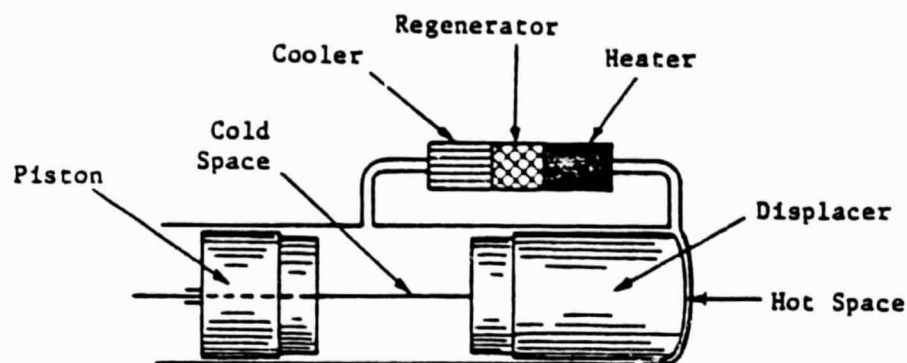 Regenerator
Cooler
Heater
Cold
Space
Piston
Displacer
Hot Space